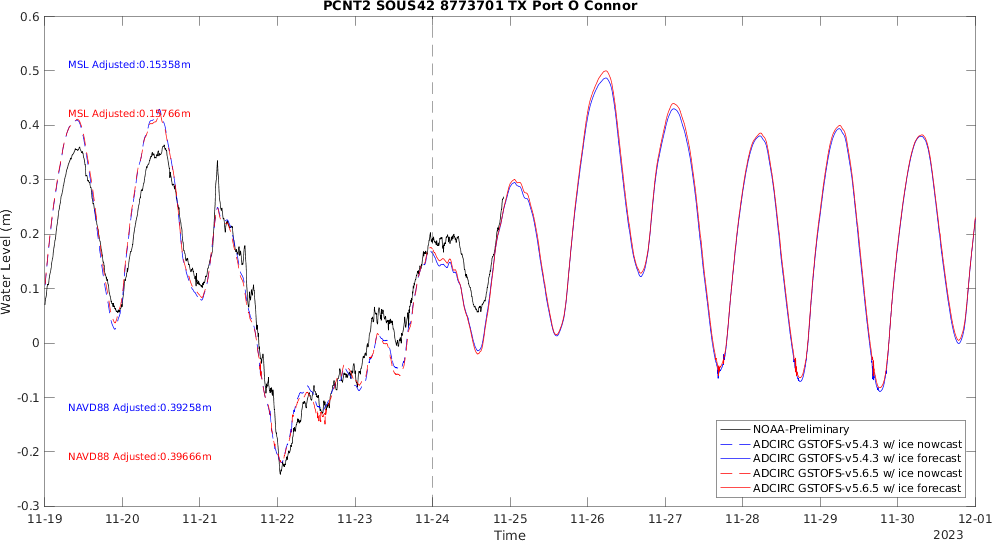 PCNT2 SOUS42 8773701 TX Port O Connor
0.6
0.5
0.4
0.3
0.2
0.1
0
-0.1
-0.2
-0.3
Water Level (m)
MSL Adjusted:0.15358m
MSL Adjusted:0.15766m
NAVD88 Adjusted:0.39258m
NAVD88 Adjusted:0.39666m
NOAA-Preliminary
ADCIRC GSTOFS-v5.4.3 w/ ice nowcast
ADCIRC GSTOFS-v5.4.3 w/ ice forecast
ADCIRC GSTOFS-v5.6.5 w/ ice nowcast
ADCIRC GSTOFS-v5.6.5 w/ ice forecast
11-19 11-20 11-21 11-22 11-23 11-24 11-25 11-26 11-27 11-28 11-29 11-30 12-01
Time
2023